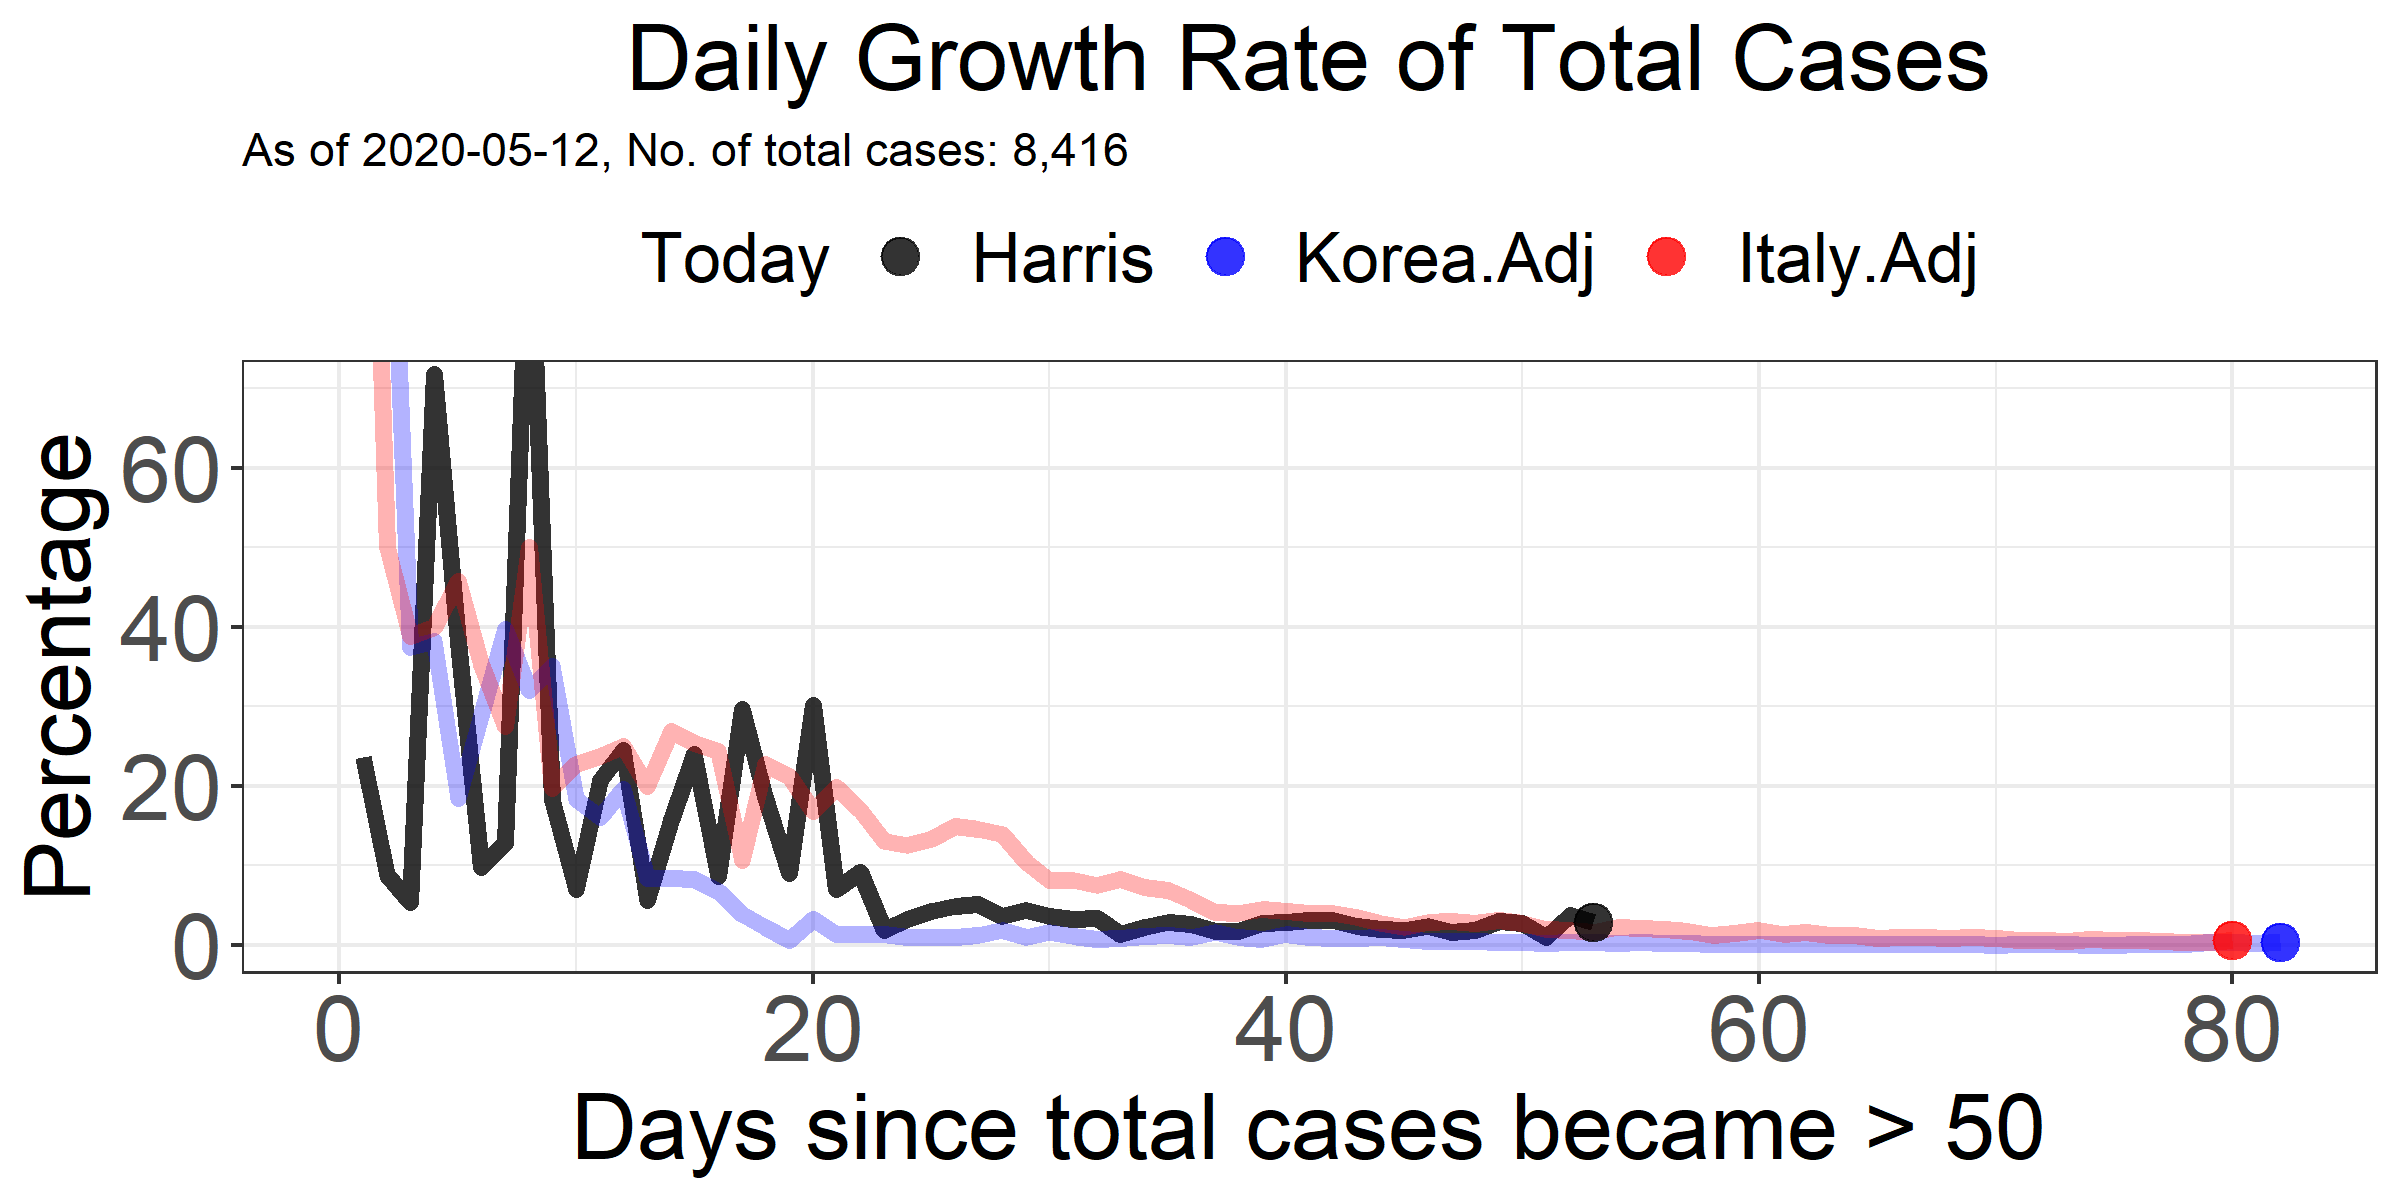 Daily Growth Rate of Total Cases
As of 2020-05-12, No. of total cases: 8,416
Today Harris Korea.Adj Italy.Adj
Percentage
60
40
20
0
0 20 40 60 80
Days since total cases became > 50